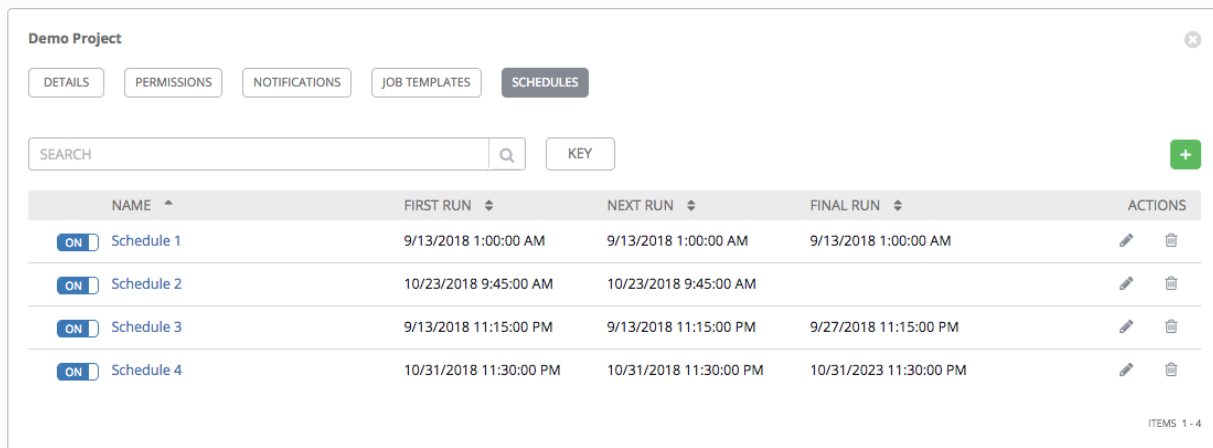 Demo Project
DETAILS PERMISSIONS NOTIFICATIONS JOB TEMPLATES SCHEDULES
SEARCH KEY +
NAME FIRST RUN NEXT RUN FINAL RUN ACTIONS
ON Schedule 1 9/13/2018 1:00:00 AM 9/13/2018 1:00:00 AM 9/13/2018 1:00:00 AM
ON Schedule 2 10/23/2018 9:45:00 AM 10/23/2018 9:45:00 AM
ON Schedule 3 9/13/2018 11:15:00 PM 9/13/2018 11:15:00 PM 9/27/2018 11:15:00 PM
ON Schedule 4 10/31/2018 11:30:00 PM 10/31/2018 11:30:00 PM 10/31/2023 11:30:00 PM
ITEMS 1 - 4